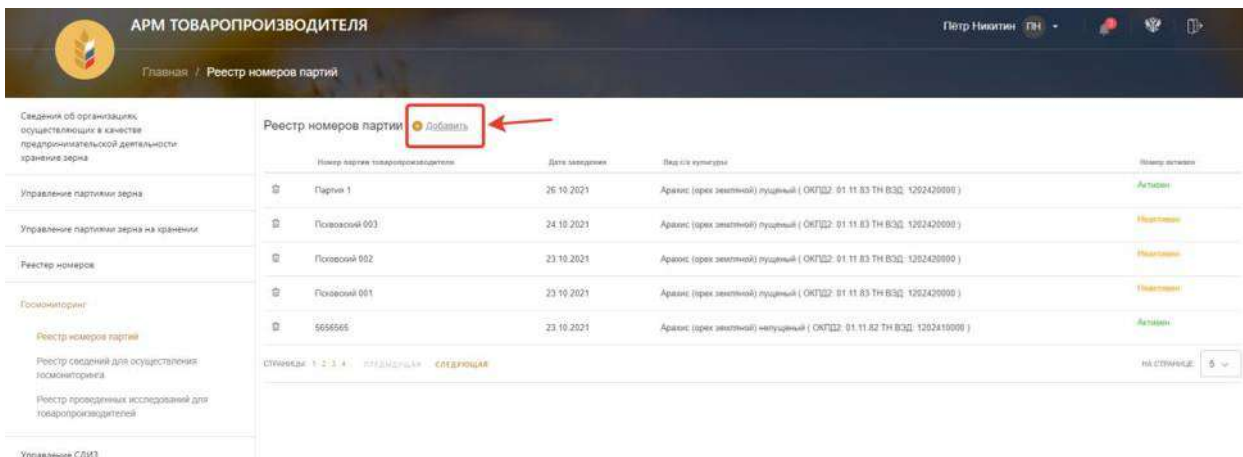 АРМ ТОВАРОПРОИЗВОДИТЕЛЯ
Пётр Никитин ПН
Главная / Реестр номеров партий
Сведения об организациях,
осуществляющих в качестве
предпринимательской деятельности
хранение зерна
Управление партиями зерна
Управление партиями зерна на хранении
Реестер номеров
Госмониторинг
Реестр номеров партий
Реестр сведений для осуществления
госмониторинга
Реестр проведенных исследований для
товаропроизводителей
Управление СДИЗ
Реестр номеров партии Добавить
Номер партии товаропроизводителя Дата заведения Вид с/х культуры Номер активен
Партия 1 26.10.2021 Арахис (орех земляной) лущеный ( ОКПД2: 01.11.83 ТН ВЭД: 1202420000 ) Активен
003 24.10.2021 Арахис (орех земляной) лущеный ( ОКПД2: 01.11.83 ТН ВЭД: 1202420000 ) Неактивен
002 23.10.2021 Арахис (орех земляной) лущеный ( ОКПД2: 01.11.83 ТН ВЭД: 1202420000 ) Неактивен
001 23.10.2021 Арахис (орех земляной) лущеный ( ОКПД2: 01.11.83 ТН ВЭД: 1202420000 ) Неактивен
5656565 23.10.2021 Арахис (орех земляной) нелущеный ( ОКПД2: 01.11.82 ТН ВЭД: 1202410000 ) Активен
СТРАНИЦЫ: 1 2 3 4 ПРЕДЫДУЩАЯ СЛЕДУЮЩАЯ НА СТРАНИЦЕ: 5